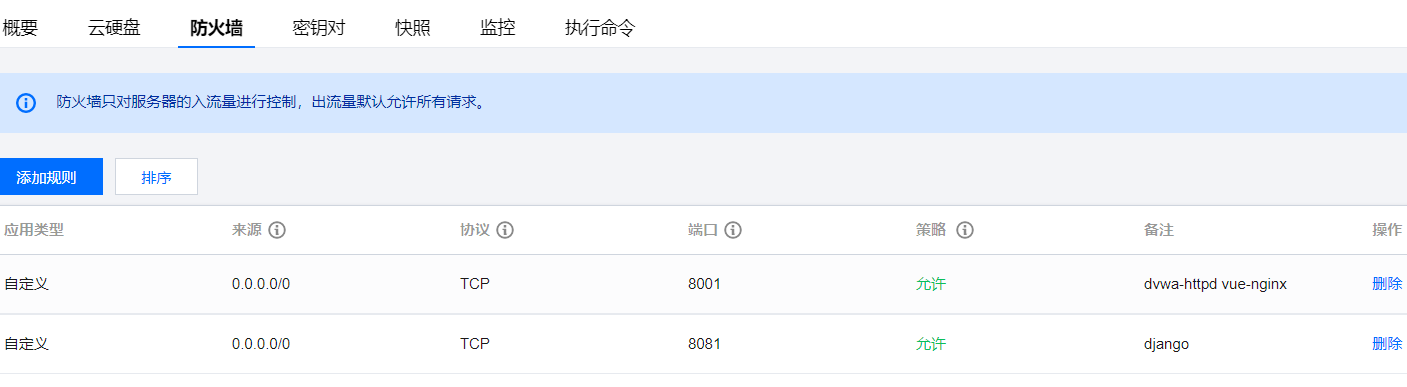 概要 云硬盘 防火墙 密钥对 快照 监控 执行命令
防火墙只对服务器的入流量进行控制，出流量默认允许所有请求。
添加规则 排序
应用类型 来源 协议 端口 策略 备注 操作
自定义 0.0.0.0/0 TCP 8001 允许 dvwa-httpd vue-nginx 删除
自定义 0.0.0.0/0 TCP 8081 允许 django 删除